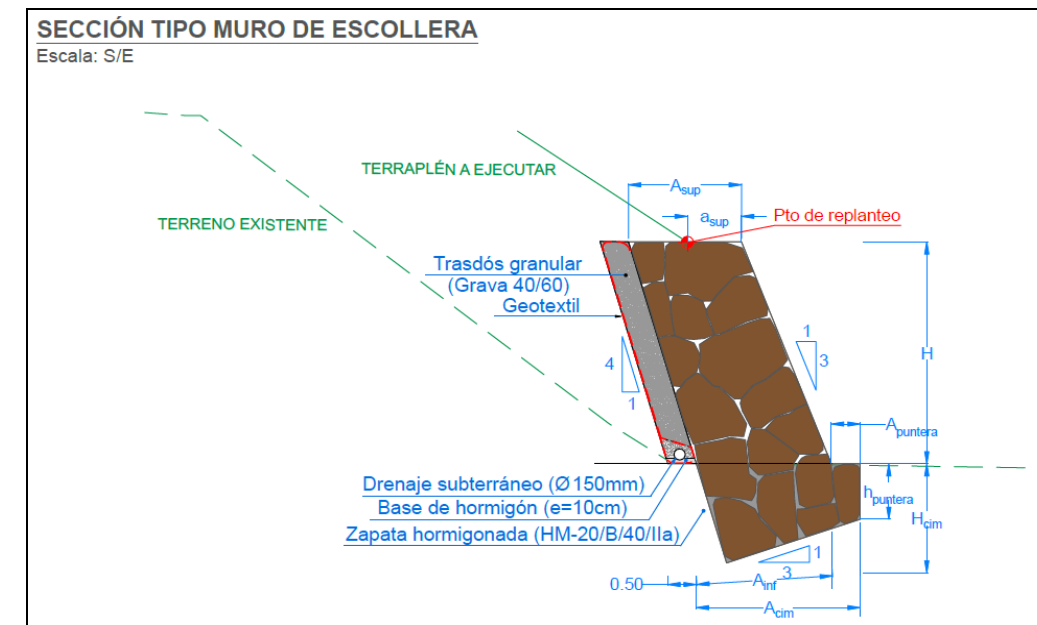 SECCIÓN TIPO MURO DE ESCOLLERA
Escala: S/E
TERRAPLÉN A EJECUTAR
Asup
asup
Pto de replanteo
TERRENO EXISTENTE
Trasdós granular
(Grava 40/60)
Geotextil
4
1
1
3
H
Apuntera
hpuntera
Hcim
Drenaje subterráneo (Ø150mm)
Base de hormigón (e=10cm)
Zapata hormigonada (HM-20/B/40/IIa)
1
3
0.50
Ainf
Acim